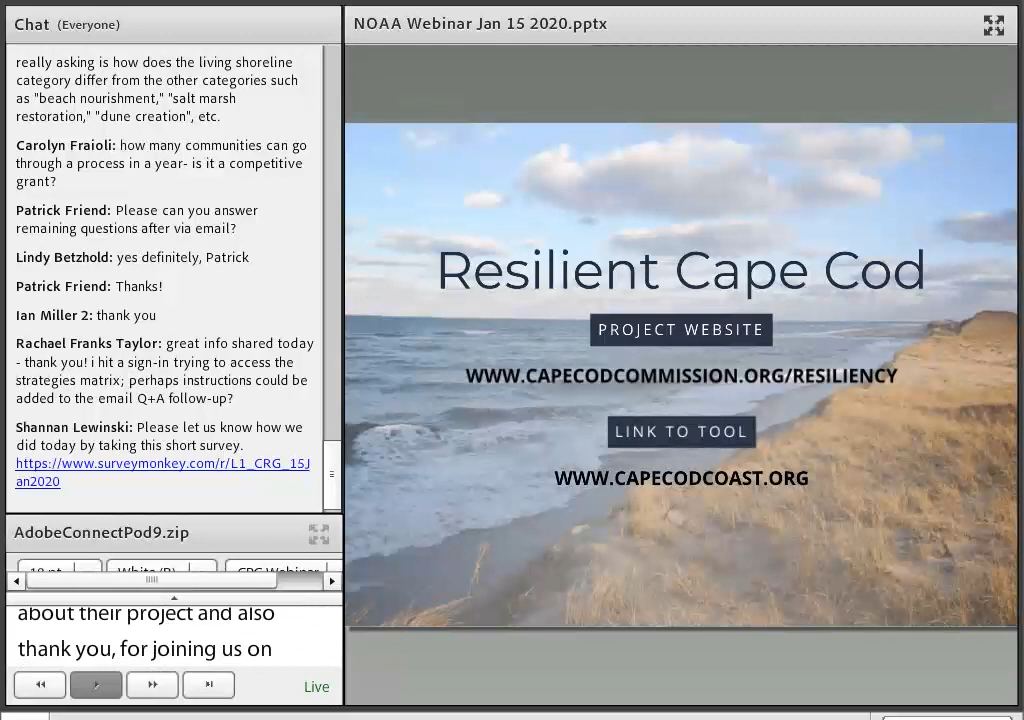 Chat (Everyone)
really asking is how does the living shoreline
category differ from the other categories such
as "beach nourishment," "salt marsh
restoration," "dune creation", etc.
Carolyn Fraioli: how many communities can go
through a process in a year- is it a competitive
grant?
Patrick Friend: Please can you answer
remaining questions after via email?
Lindy Betzhold: yes definitely, Patrick
Patrick Friend: Thanks!
Ian Miller 2: thank you
Rachael Franks Taylor: great info shared today
- thank you! i hit a sign-in trying to access the
strategies matrix; perhaps instructions could be
added to the email Q+A follow-up?
Shannan Lewinski: Please let us know how we
did today by taking this short survey.
https://www.surveymonkey.com/r/L1_CRG_15J
an2020
AdobeConnectPod9.zip
about their project and also
thank you, for joining us on
Live
NOAA Webinar Jan 15 2020.pptx
Resilient Cape Cod
PROJECT WEBSITE
WWW.CAPECODCOMMISSION.ORG/RESILIENCY
LINK TO TOOL
WWW.CAPECODCOAST.ORG